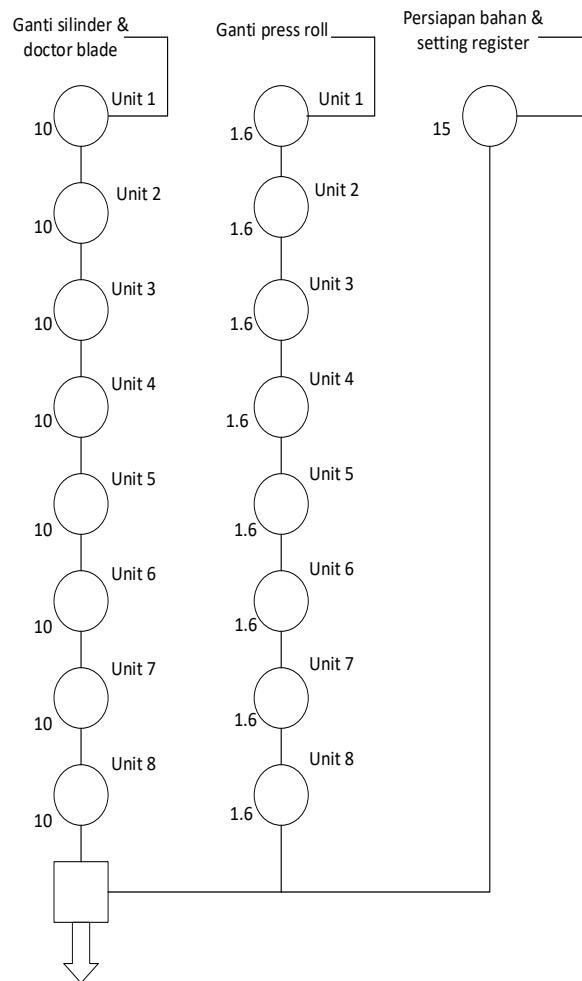 Ganti silinder &
doctor blade
Unit 1
10
Unit 2
10
Unit 3
10
Unit 4
10
Unit 5
10
Unit 6
10
Unit 7
10
Unit 8
10
Ganti press roll
Unit 1
1.6
Unit 2
1.6
Unit 3
1.6
Unit 4
1.6
Unit 5
1.6
Unit 6
1.6
Unit 7
1.6
Unit 8
1.6
Persiapan bahan &
setting register
15